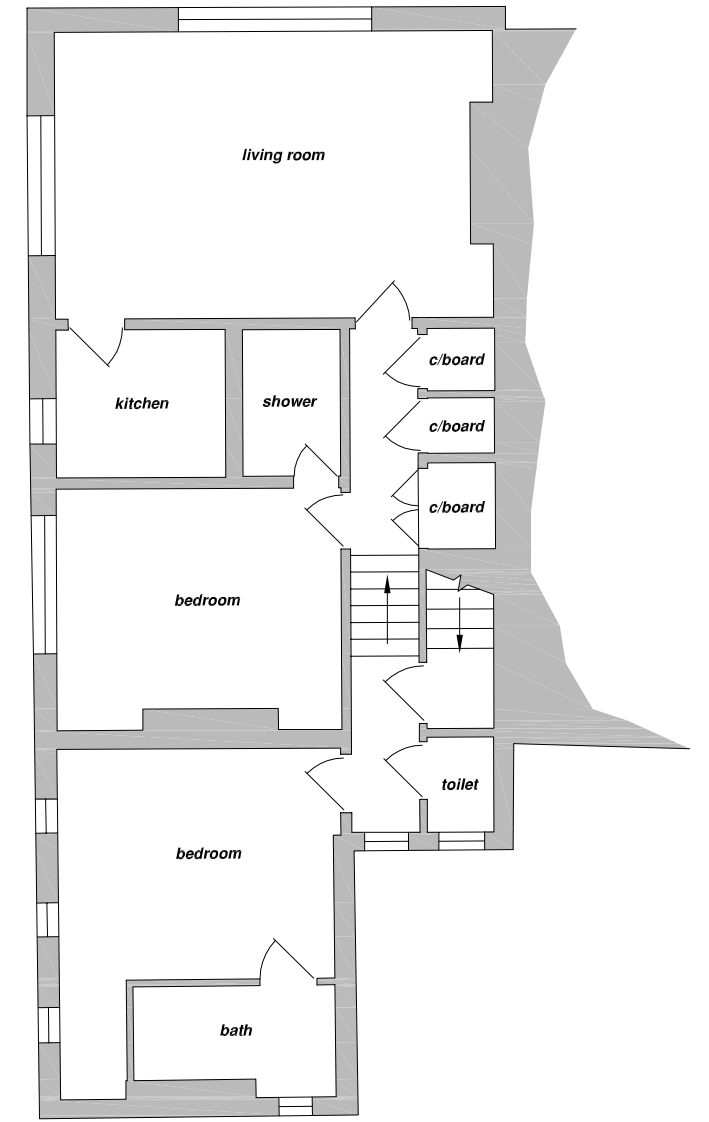 living room
c/board
kitchen
shower
c/board
c/board
bedroom
toilet
bedroom
bath